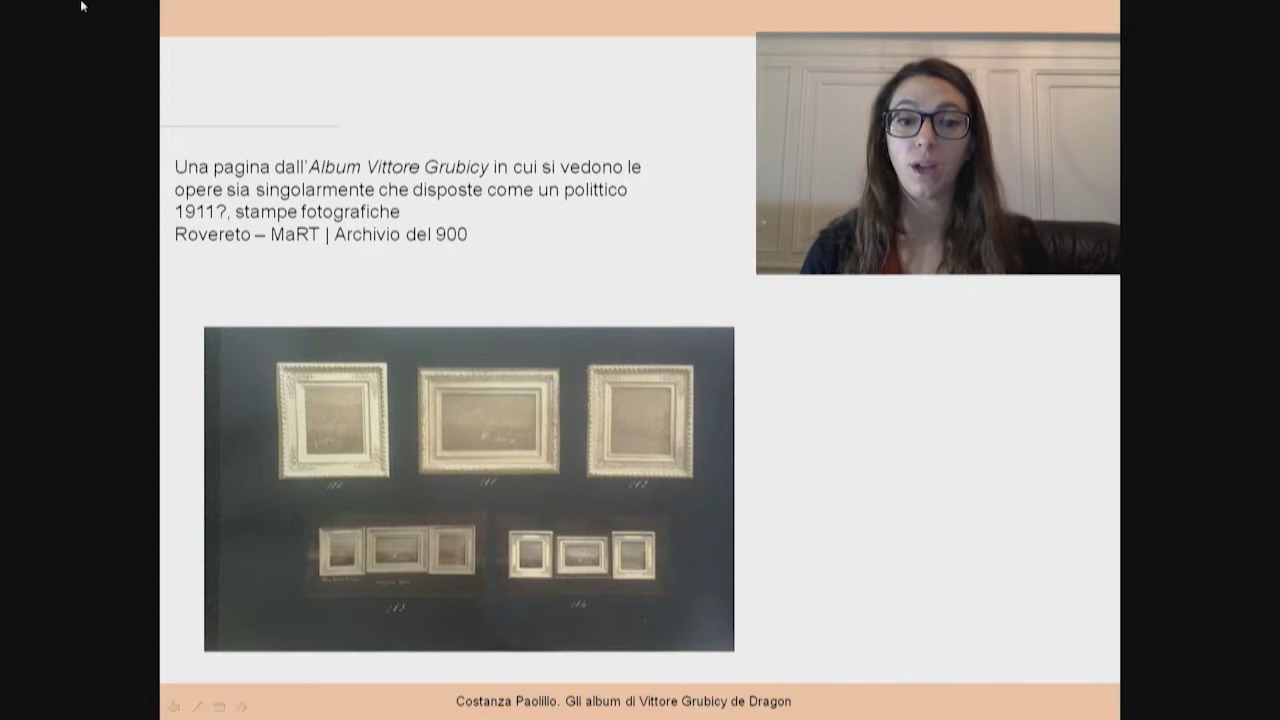 Una pagina dall'Album Vittore Grubicy in cui si vedono le
opere sia singolarmente che disposte come un polittico
1911?, stampe fotografiche
Rovereto – MaRT | Archivio del 900
Costanza Paolillo. Gli album di Vittore Grubicy de Dragon